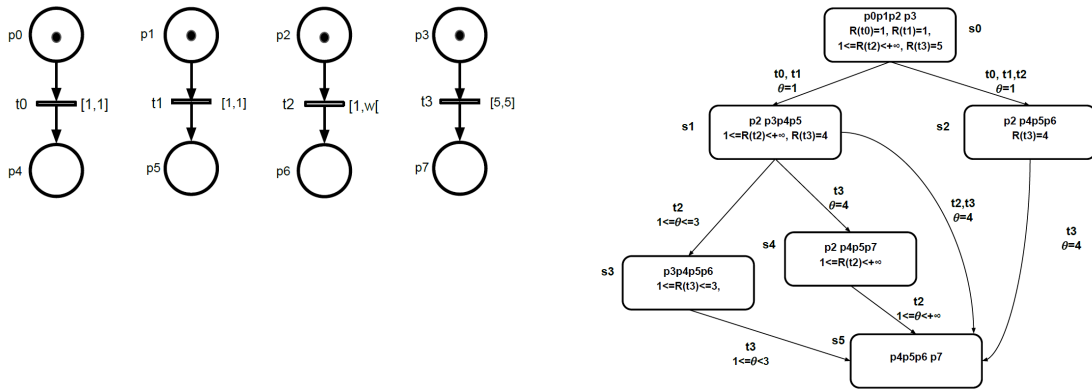 p0
p1
p2
p3
t0
[1,1]
t1
[1,1]
t2
[1,w[
t3
[5,5]
p4
p5
p6
p7
p0p1p2 p3
R(t0)=1, R(t1)=1,
1<=R(t2)<+∞, R(t3)=5
s0
t0, t1
θ=1
t0, t1,t2
θ=1
s1
p2 p3p4p5
1<=R(t2)<+∞, R(t3)=4
s2
p2 p4p5p6
R(t3)=4
t2
1<=θ<=3
t3
θ=4
t2,t3
θ=4
t3
θ=4
s3
p3p4p5p6
1<=R(t3)<=3,
s4
p2 p4p5p7
1<=R(t2)<+∞
t2
1<=θ<+∞
t3
1<=θ<3
s5
p4p5p6 p7